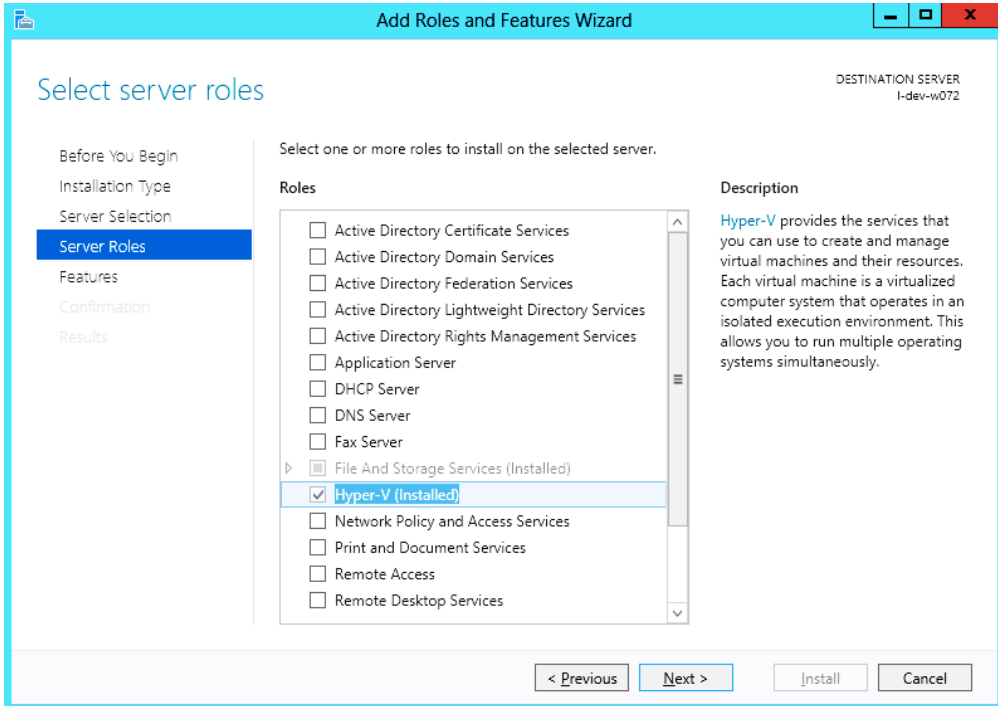 Add Roles and Features Wizard
Select server roles
DESTINATION SERVER
l-dev-w072
Before You Begin
Installation Type
Server Selection
Server Roles
Features
Confirmation
Results
Select one or more roles to install on the selected server.
Roles
Active Directory Certificate Services
Active Directory Domain Services
Active Directory Federation Services
Active Directory Lightweight Directory Services
Active Directory Rights Management Services
Application Server
DHCP Server
DNS Server
Fax Server
File And Storage Services (Installed)
Hyper-V (Installed)
Network Policy and Access Services
Print and Document Services
Remote Access
Remote Desktop Services
Description
Hyper-V provides the services that
you can use to create and manage
virtual machines and their resources.
Each virtual machine is a virtualized
computer system that operates in an
isolated execution environment. This
allows you to run multiple operating
systems simultaneously.
< Previous
Next >
Install
Cancel